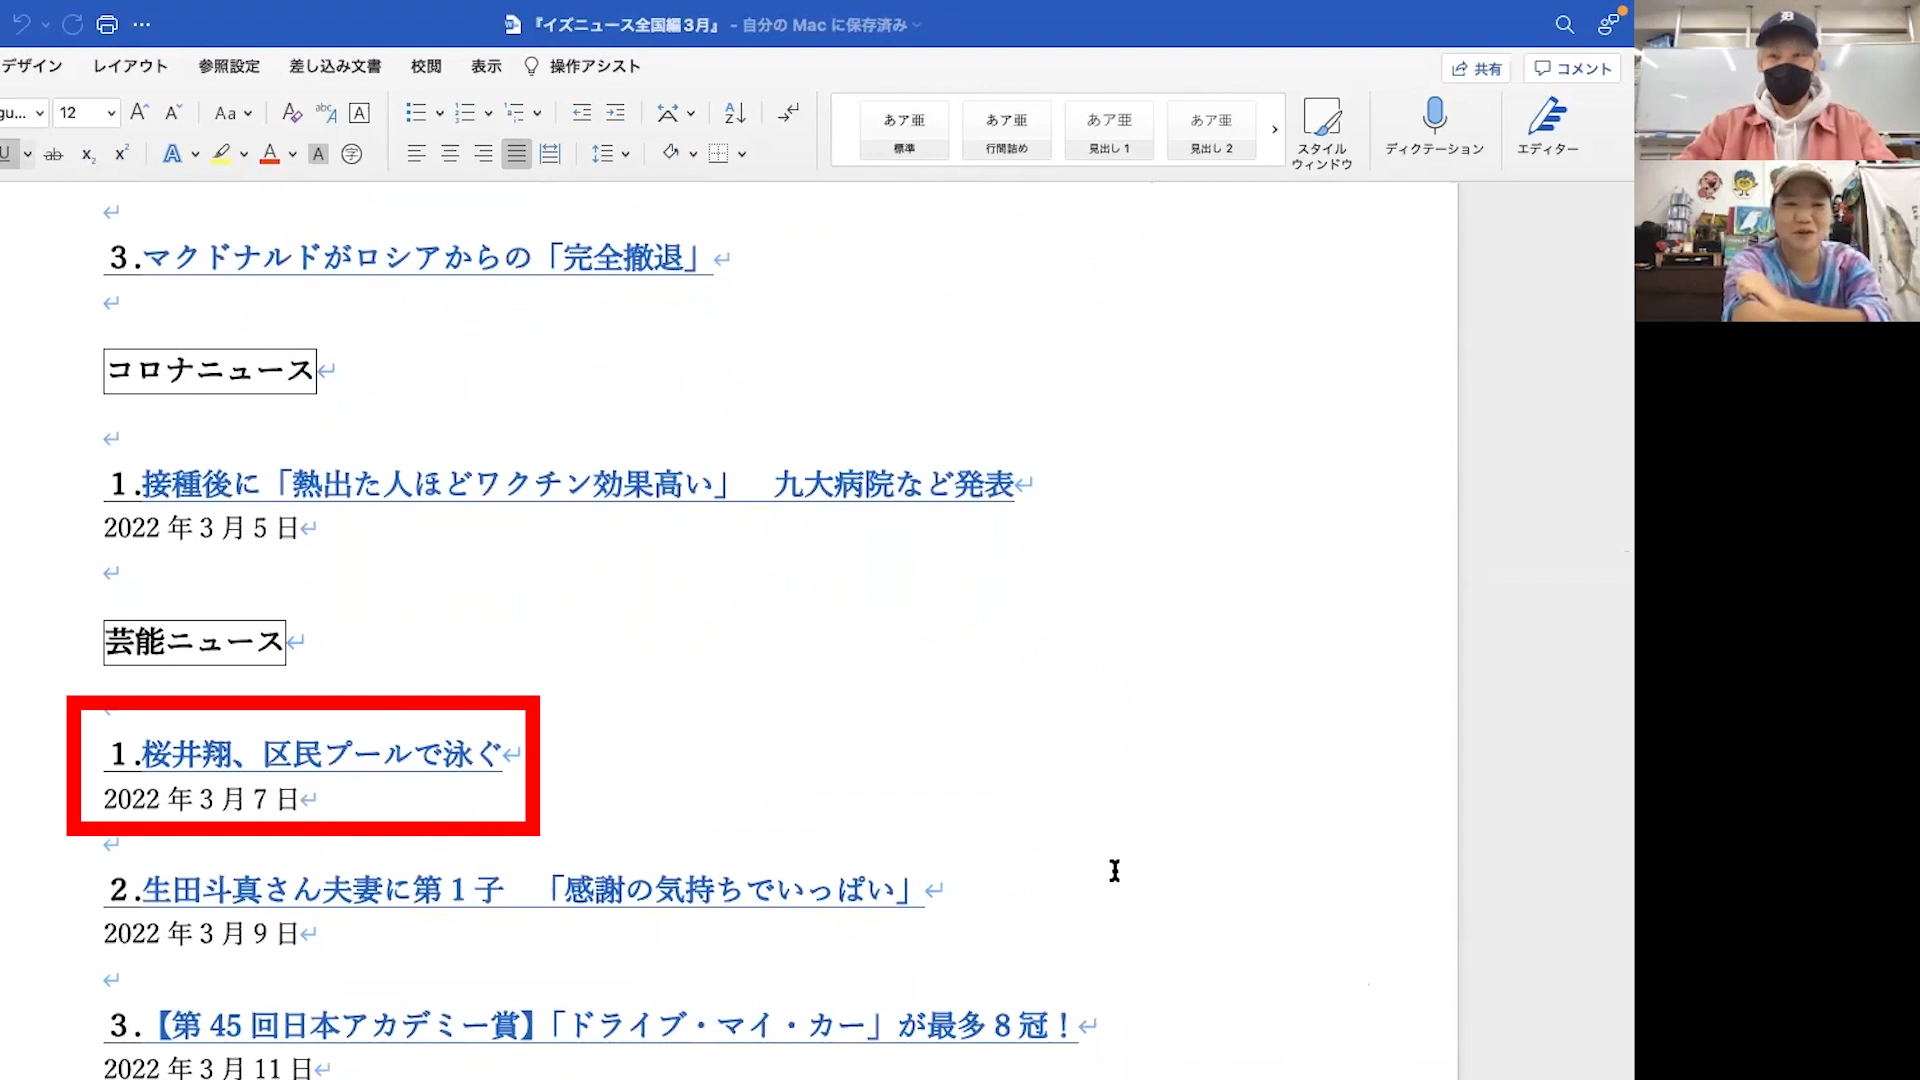 『イズニュース全国編３月』 - 自分の Mac に保存済み
デザイン レイアウト 参照設定 差し込み文書 校閲 表示 操作アシスト 共有 コメント
gu... 12 Aa abc A A
U ab x₂ x² A A A 字 A Z
あア亜 あア亜 あア亜 あア亜
標準 行間詰め 見出し 1 見出し 2
スタイル
ウィンドウ
ディクテーション
エディター
３.マクドナルドがロシアからの「完全撤退」
コロナニュース
１.接種後に「熱出た人ほどワクチン効果高い」　九大病院など発表
2022 年 3 月 5 日
芸能ニュース
１.桜井翔、区民プールで泳ぐ
2022 年 3 月 7 日
２.生田斗真さん夫妻に第 1 子　「感謝の気持ちでいっぱい」
2022 年 3 月 9 日
３.【第 45 回日本アカデミー賞】「ドライブ・マイ・カー」が最多 8 冠！
2022 年 3 月 11 日